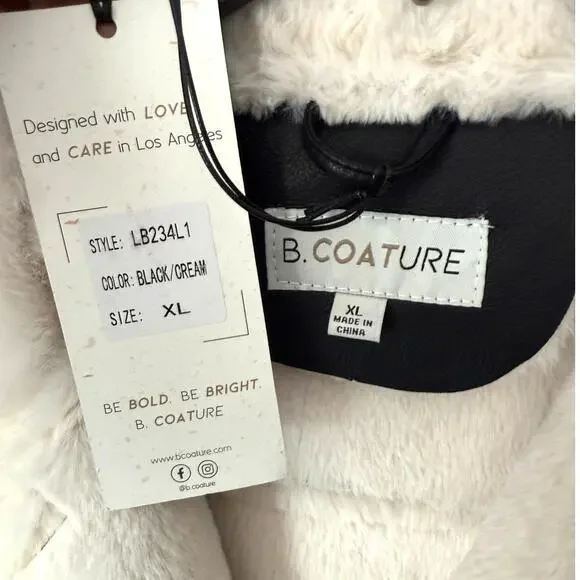 Designed with LOVE
and CARE in Los Angeles
STYLE: LB234L1
COLOR: BLACK/CREAM
SIZE: XL
BE BOLD. BE BRIGHT.
B. COATURE
www.bcoature.com
@b.coature
B.COATURE
XL
MADE IN
CHINA